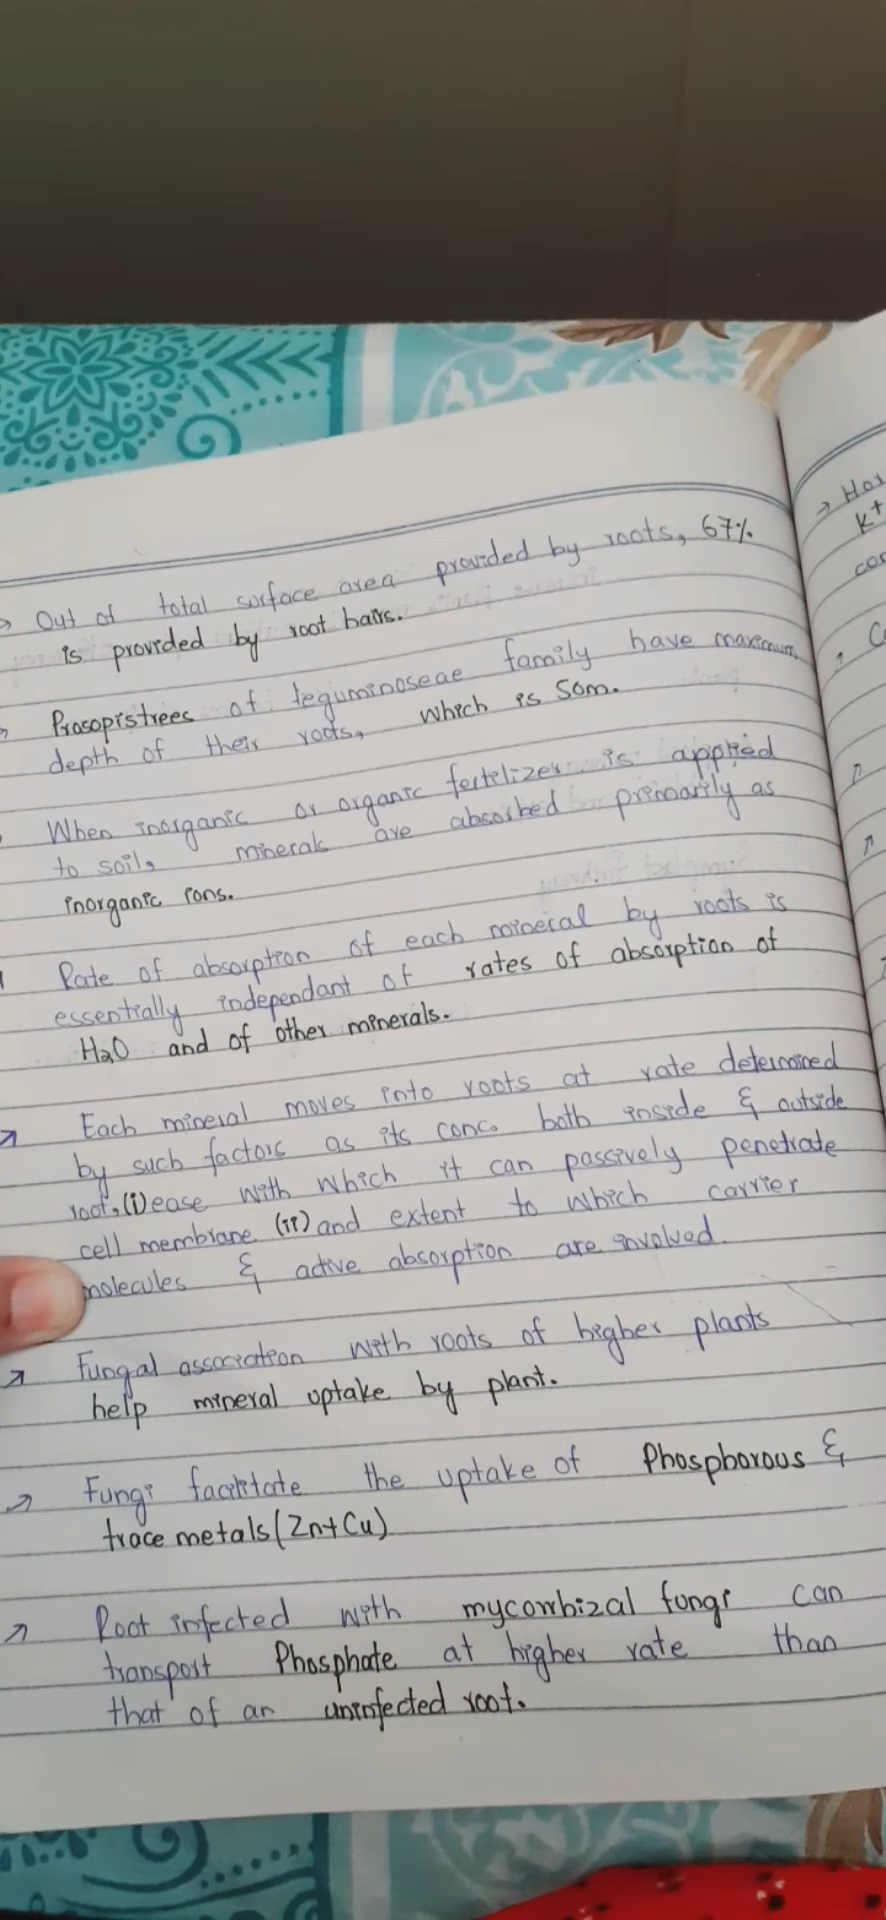 → Out of total surface area provided by roots, 67%
is provided by root hairs.
→ Prosopistrees of leguminoseae family have maximum
depth of their roots, which is 50m.
When inorganic or organic fertelizer is applied
to soil, minerals are absorbed primarily as
inorganic ions.
Rate of absorption of each mineral by roots is
essentially independant of rates of absorption of
H₂O and of other minerals.
↗ Each mineral moves into roots at rate determined
by such factors as its conc. both inside & outside
root, (i) ease with which it can passively penetrate
cell membrane (ii) and extent to which carrier
molecules & active absorption are involved.
↗ Fungal association with roots of higher plants
help mineral uptake by plant.
→ Fungi facilitate the uptake of Phosphorous &
trace metals (Zn+Cu)
↗ Root infected with mycorrhizal fungi can
transport Phosphate at higher rate than
that of an uninfected root.
→ Hos
K⁺